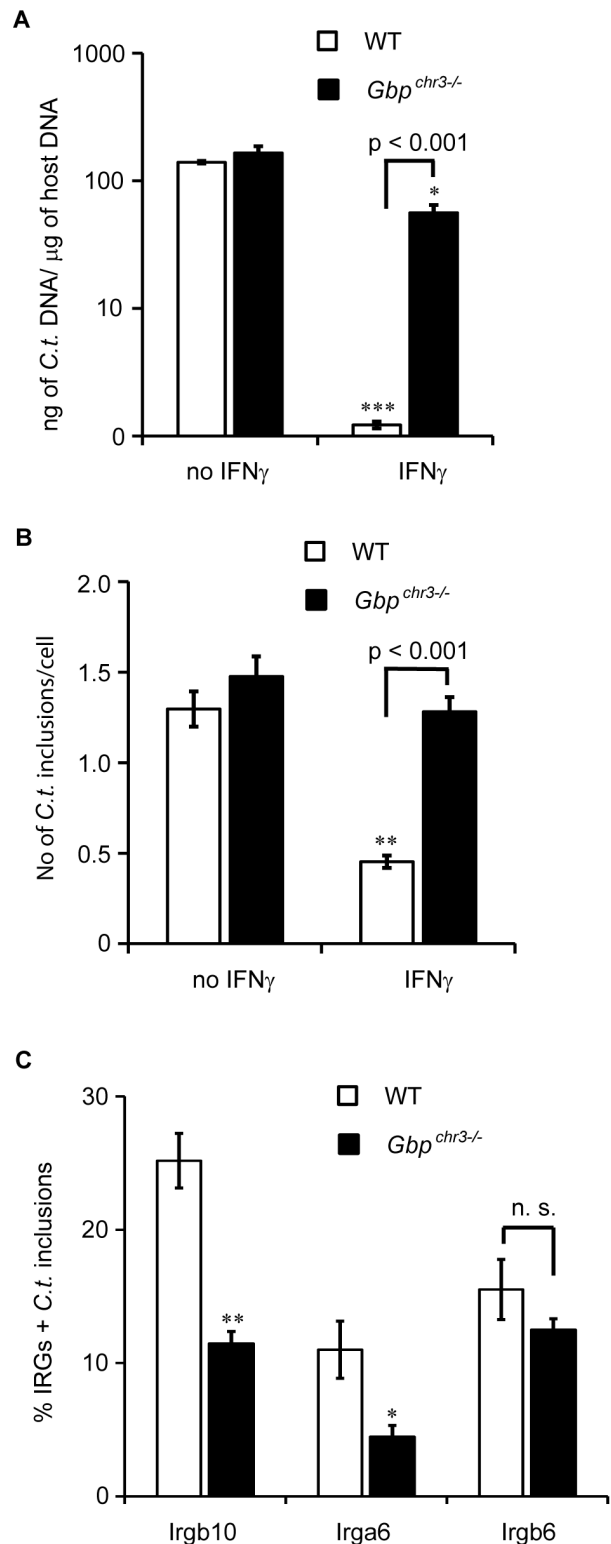 A
WT
Gbp chr3-/-
1000
100
10
0
ng of C.t. DNA/ μg of host DNA
p < 0.001
*
***
no IFNγ
IFNγ
B
WT
Gbp chr3-/-
2.0
1.5
1.0
0.5
0
No of C.t. inclusions/cell
p < 0.001
**
no IFNγ
IFNγ
C
WT
Gbp chr3-/-
30
20
10
0
% IRGs + C.t. inclusions
n. s.
**
*
Irgb10
Irga6
Irgb6